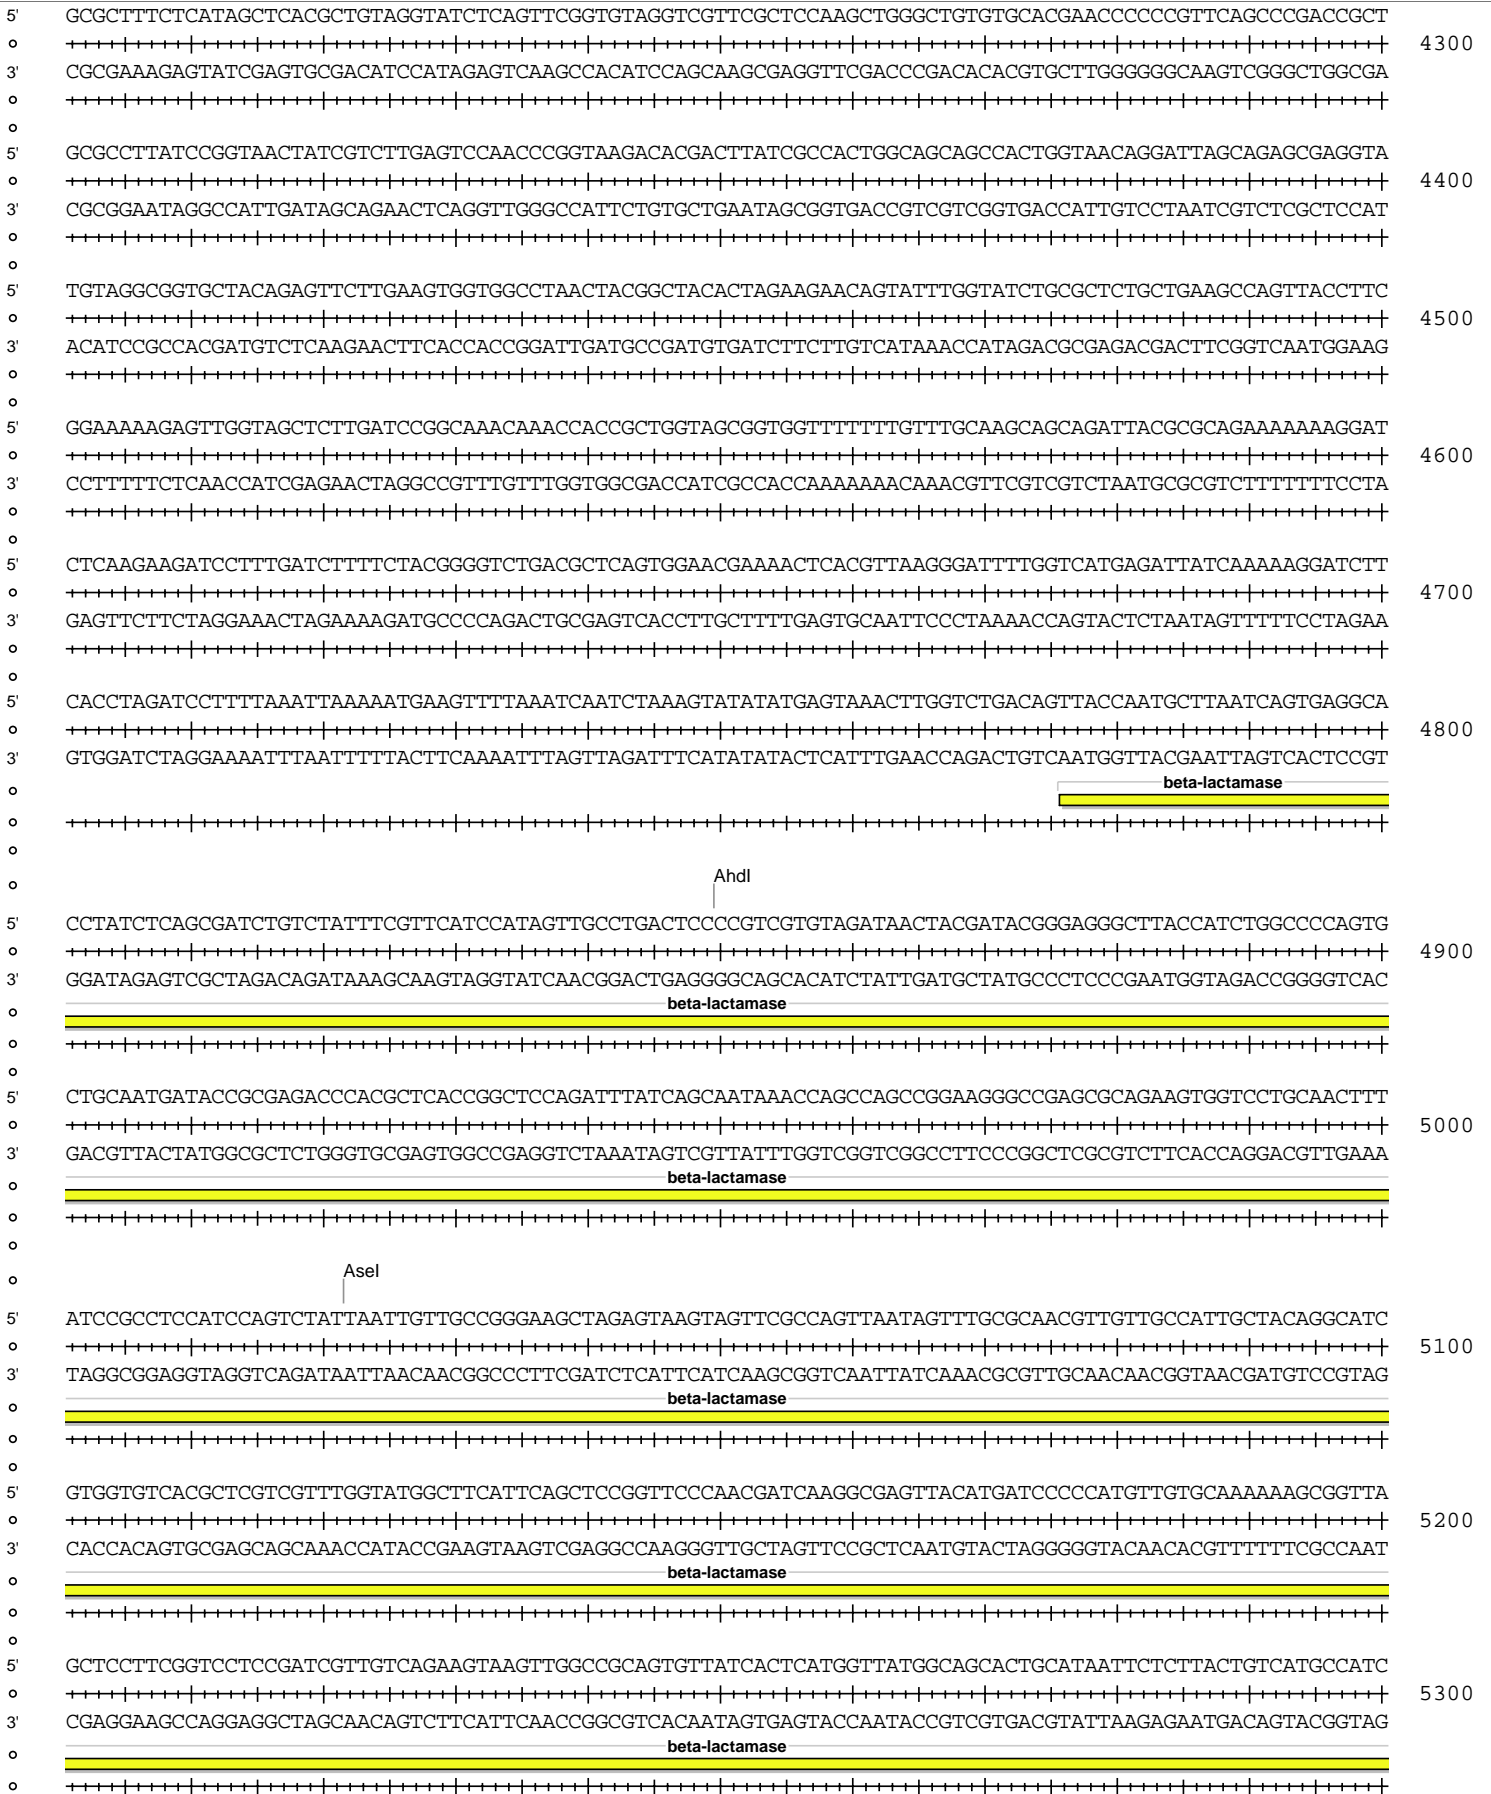 5' GCGCTTTCTCATAGCTCACGCTGTAGGTATCTCAGTTCGGTGTAGGTCGTTCGCTCCAAGCTGGGCTGTGTGCACGAACCCCCCGTTCAGCCCGACCGCT
4300
3' CGCGAAAGAGTATCGAGTGCGACATCCATAGAGTCAAGCCACATCCAGCAAGCGAGGTTCGACCCGACACACGTGCTTGGGGGGCAAGTCGGGCTGGCGA
5' GCGCCTTATCCGGTAACTATCGTCTTGAGTCCAACCCGGTAAGACACGACTTATCGCCACTGGCAGCAGCCACTGGTAACAGGATTAGCAGAGCGAGGTA
4400
3' CGCGGAATAGGCCATTGATAGCAGAACTCAGGTTGGGCCATTCTGTGCTGAATAGCGGTGACCGTCGTCGGTGACCATTGTCCTAATCGTCTCGCTCCAT
5' TGTAGGCGGTGCTACAGAGTTCTTGAAGTGGTGGCCTAACTACGGCTACACTAGAAGAACAGTATTTGGTATCTGCGCTCTGCTGAAGCCAGTTACCTTC
4500
3' ACATCCGCCACGATGTCTCAAGAACTTCACCACCGGATTGATGCCGATGTGATCTTCTTGTCATAAACCATAGACGCGAGACGACTTCGGTCAATGGAAG
5' GGAAAAAGAGTTGGTAGCTCTTGATCCGGCAAACAAACCACCGCTGGTAGCGGTGGTTTTTTTGTTTGCAAGCAGCAGATTACGCGCAGAAAAAAAGGAT
4600
3' CCTTTTTCTCAACCATCGAGAACTAGGCCGTTTGTTTGGTGGCGACCATCGCCACCAAAAAAACAAACGTTCGTCGTCTAATGCGCGTCTTTTTTTCCTA
5' CTCAAGAAGATCCTTTGATCTTTTCTACGGGGTCTGACGCTCAGTGGAACGAAAACTCACGTTAAGGGATTTTGGTCATGAGATTATCAAAAAGGATCTT
4700
3' GAGTTCTTCTAGGAAACTAGAAAAGATGCCCCAGACTGCGAGTCACCTTGCTTTTGAGTGCAATTCCCTAAAACCAGTACTCTAATAGTTTTTCCTAGAA
5' CACCTAGATCCTTTTAAATTAAAAATGAAGTTTTAAATCAATCTAAAGTATATATGAGTAAACTTGGTCTGACAGTTACCAATGCTTAATCAGTGAGGCA
4800
3' GTGGATCTAGGAAAATTTAATTTTTACTTCAAAATTTAGTTAGATTTCATATATACTCATTTGAACCAGACTGTCAATGGTTACGAATTAGTCACTCCGT
beta-lactamase
AhdI
5' CCTATCTCAGCGATCTGTCTATTTCGTTCATCCATAGTTGCCTGACTCCCCGTCGTGTAGATAACTACGATACGGGAGGGCTTACCATCTGGCCCCAGTG
4900
3' GGATAGAGTCGCTAGACAGATAAAGCAAGTAGGTATCAACGGACTGAGGGGCAGCACATCTATTGATGCTATGCCCTCCCGAATGGTAGACCGGGGTCAC
beta-lactamase
5' CTGCAATGATACCGCGAGACCCACGCTCACCGGCTCCAGATTTATCAGCAATAAACCAGCCAGCCGGAAGGGCCGAGCGCAGAAGTGGTCCTGCAACTTT
5000
3' GACGTTACTATGGCGCTCTGGGTGCGAGTGGCCGAGGTCTAAATAGTCGTTATTTGGTCGGTCGGCCTTCCCGGCTCGCGTCTTCACCAGGACGTTGAAA
beta-lactamase
AseI
5' ATCCGCCTCCATCCAGTCTATTAATTGTTGCCGGGAAGCTAGAGTAAGTAGTTCGCCAGTTAATAGTTTGCGCAACGTTGTTGCCATTGCTACAGGCATC
5100
3' TAGGCGGAGGTAGGTCAGATAATTAACAACGGCCCTTCGATCTCATTCATCAAGCGGTCAATTATCAAACGCGTTGCAACAACGGTAACGATGTCCGTAG
beta-lactamase
5' GTGGTGTCACGCTCGTCGTTTGGTATGGCTTCATTCAGCTCCGGTTCCCAACGATCAAGGCGAGTTACATGATCCCCCATGTTGTGCAAAAAAGCGGTTA
5200
3' CACCACAGTGCGAGCAGCAAACCATACCGAAGTAAGTCGAGGCCAAGGGTTGCTAGTTCCGCTCAATGTACTAGGGGGTACAACACGTTTTTTCGCCAAT
beta-lactamase
5' GCTCCTTCGGTCCTCCGATCGTTGTCAGAAGTAAGTTGGCCGCAGTGTTATCACTCATGGTTATGGCAGCACTGCATAATTCTCTTACTGTCATGCCATC
5300
3' CGAGGAAGCCAGGAGGCTAGCAACAGTCTTCATTCAACCGGCGTCACAATAGTGAGTACCAATACCGTCGTGACGTATTAAGAGAATGACAGTACGGTAG
beta-lactamase